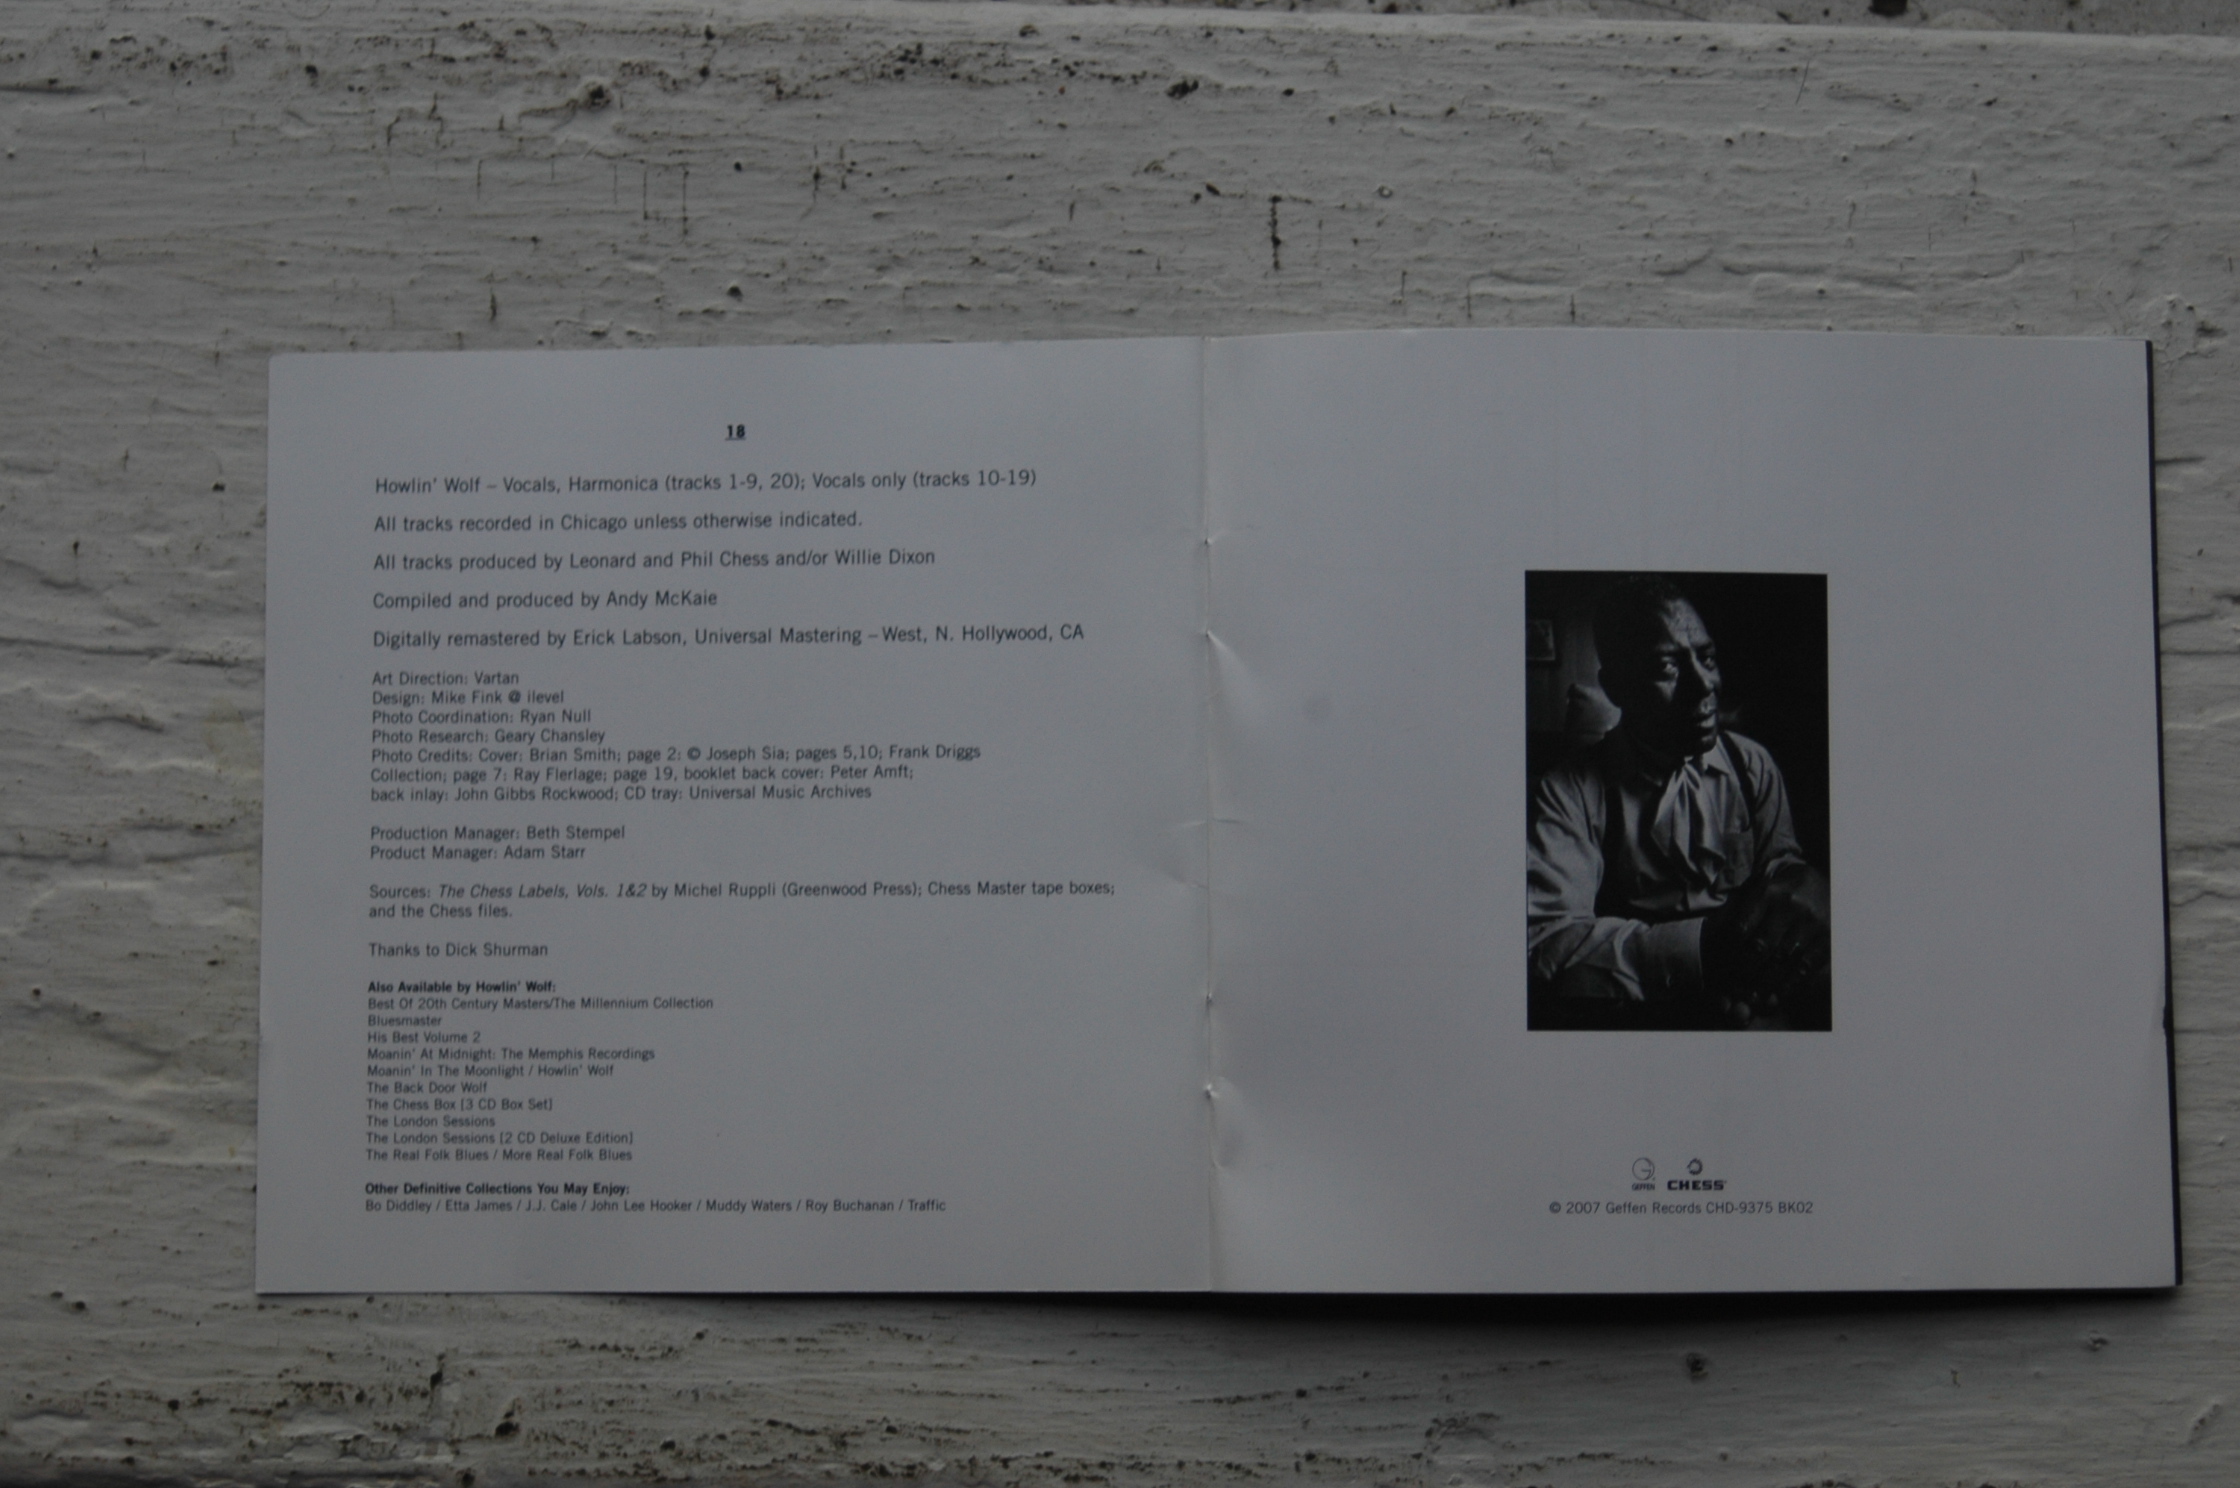 18
Howlin' Wolf – Vocals, Harmonica (tracks 1-9, 20); Vocals only (tracks 10-19)
All tracks recorded in Chicago unless otherwise indicated.
All tracks produced by Leonard and Phil Chess and/or Willie Dixon
Compiled and produced by Andy McKaie
Digitally remastered by Erick Labson, Universal Mastering – West, N. Hollywood, CA
Art Direction: Vartan
Design: Mike Fink @ ilevel
Photo Coordination: Ryan Null
Photo Research: Geary Chansley
Photo Credits: Cover: Brian Smith; page 2: © Joseph Sia; pages 5,10; Frank Driggs
Collection; page 7: Ray Flerlage; page 19, booklet back cover: Peter Amft;
back inlay: John Gibbs Rockwood; CD tray: Universal Music Archives
Production Manager: Beth Stempel
Product Manager: Adam Starr
Sources: The Chess Labels, Vols. 1&2 by Michel Ruppli (Greenwood Press); Chess Master tape boxes;
and the Chess files.
Thanks to Dick Shurman
Also Available by Howlin' Wolf:
Best Of 20th Century Masters/The Millennium Collection
Bluesmaster
His Best Volume 2
Moanin' At Midnight: The Memphis Recordings
Moanin' In The Moonlight / Howlin' Wolf
The Back Door Wolf
The Chess Box [3 CD Box Set]
The London Sessions
The London Sessions [2 CD Deluxe Edition]
The Real Folk Blues / More Real Folk Blues
Other Definitive Collections You May Enjoy:
Bo Diddley / Etta James / J.J. Cale / John Lee Hooker / Muddy Waters / Roy Buchanan / Traffic
GEFFEN CHESS
© 2007 Geffen Records CHD-9375 BK02